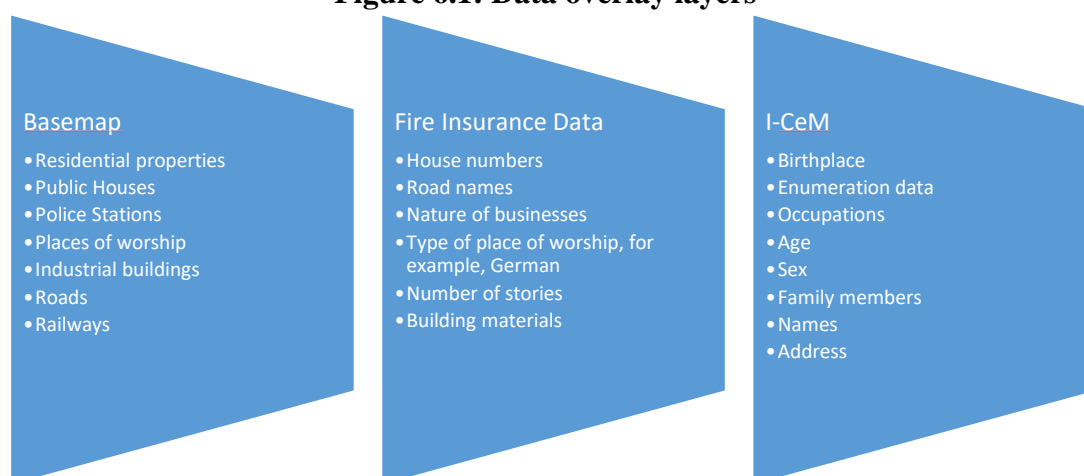 Figure 6.1: Data overlay layers
Basemap
•Residential properties
•Public Houses
•Police Stations
•Places of worship
•Industrial buildings
•Roads
•Railways
Fire Insurance Data
•House numbers
•Road names
•Nature of businesses
•Type of place of worship, for
example, German
•Number of stories
•Building materials
I-CeM
•Birthplace
•Enumeration data
•Occupations
•Age
•Sex
•Family members
•Names
•Address